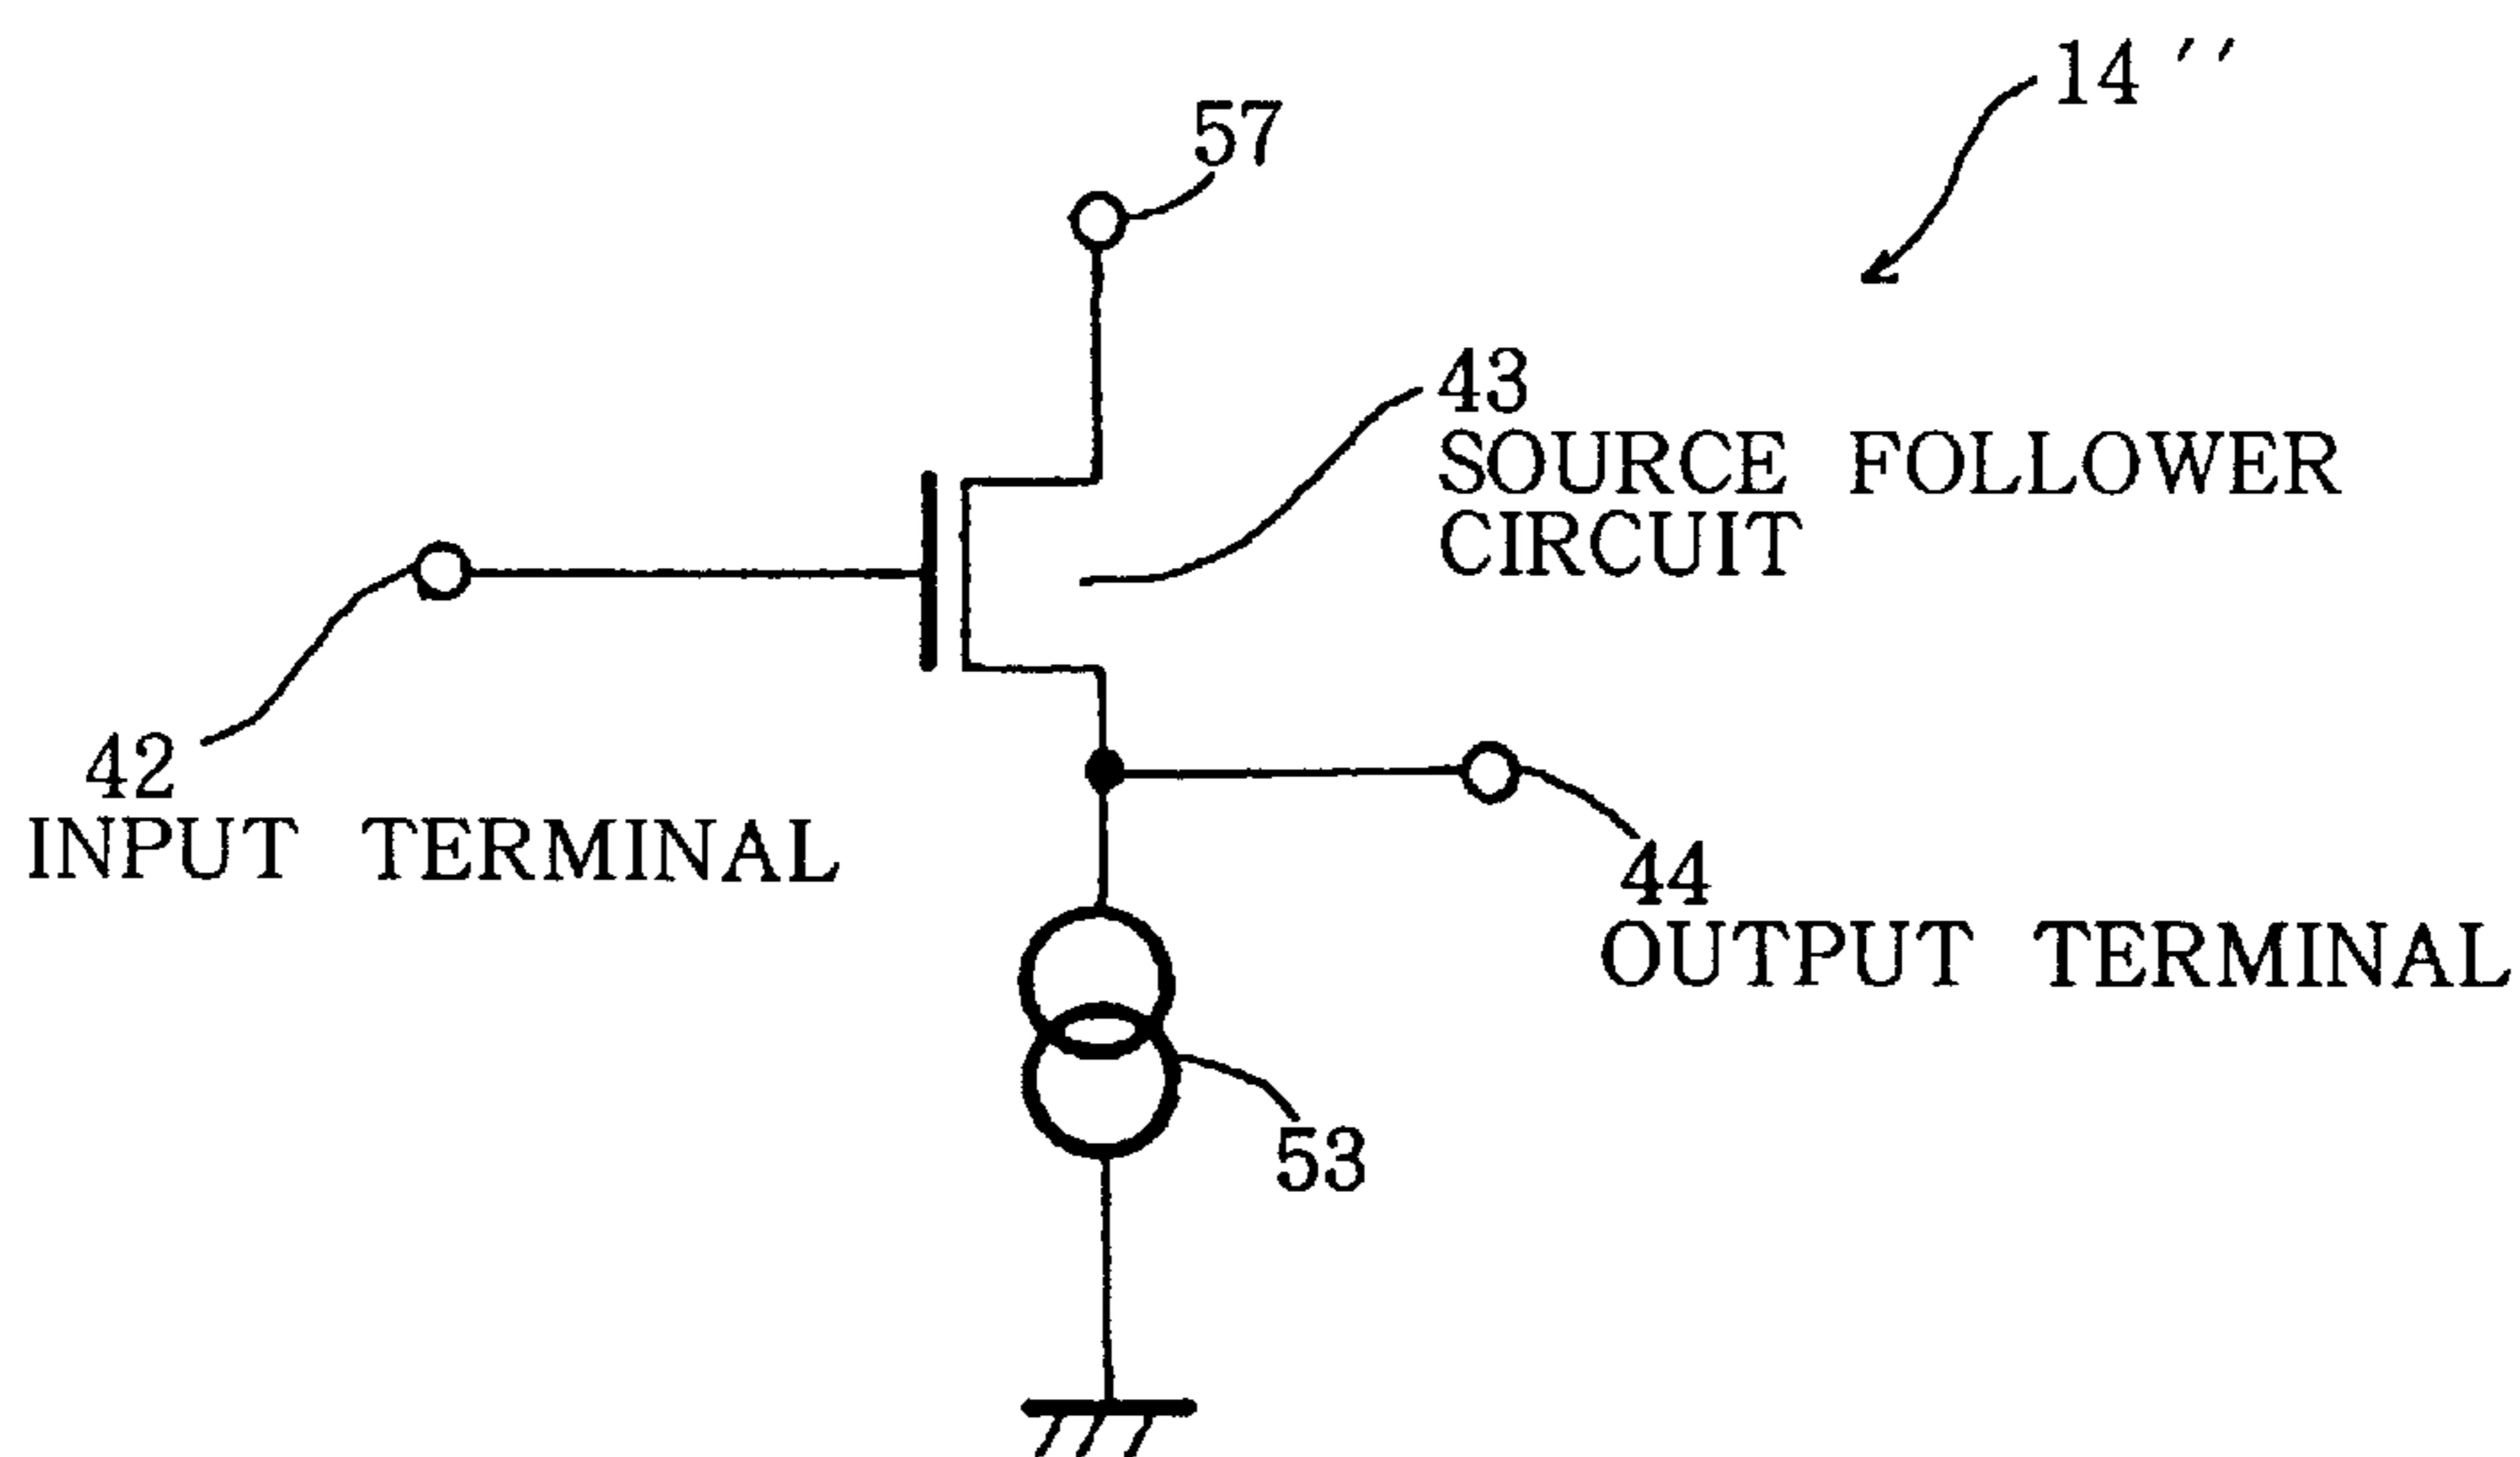 14 ''
57
43
SOURCE FOLLOWER
CIRCUIT
42
INPUT TERMINAL
44
OUTPUT TERMINAL
53